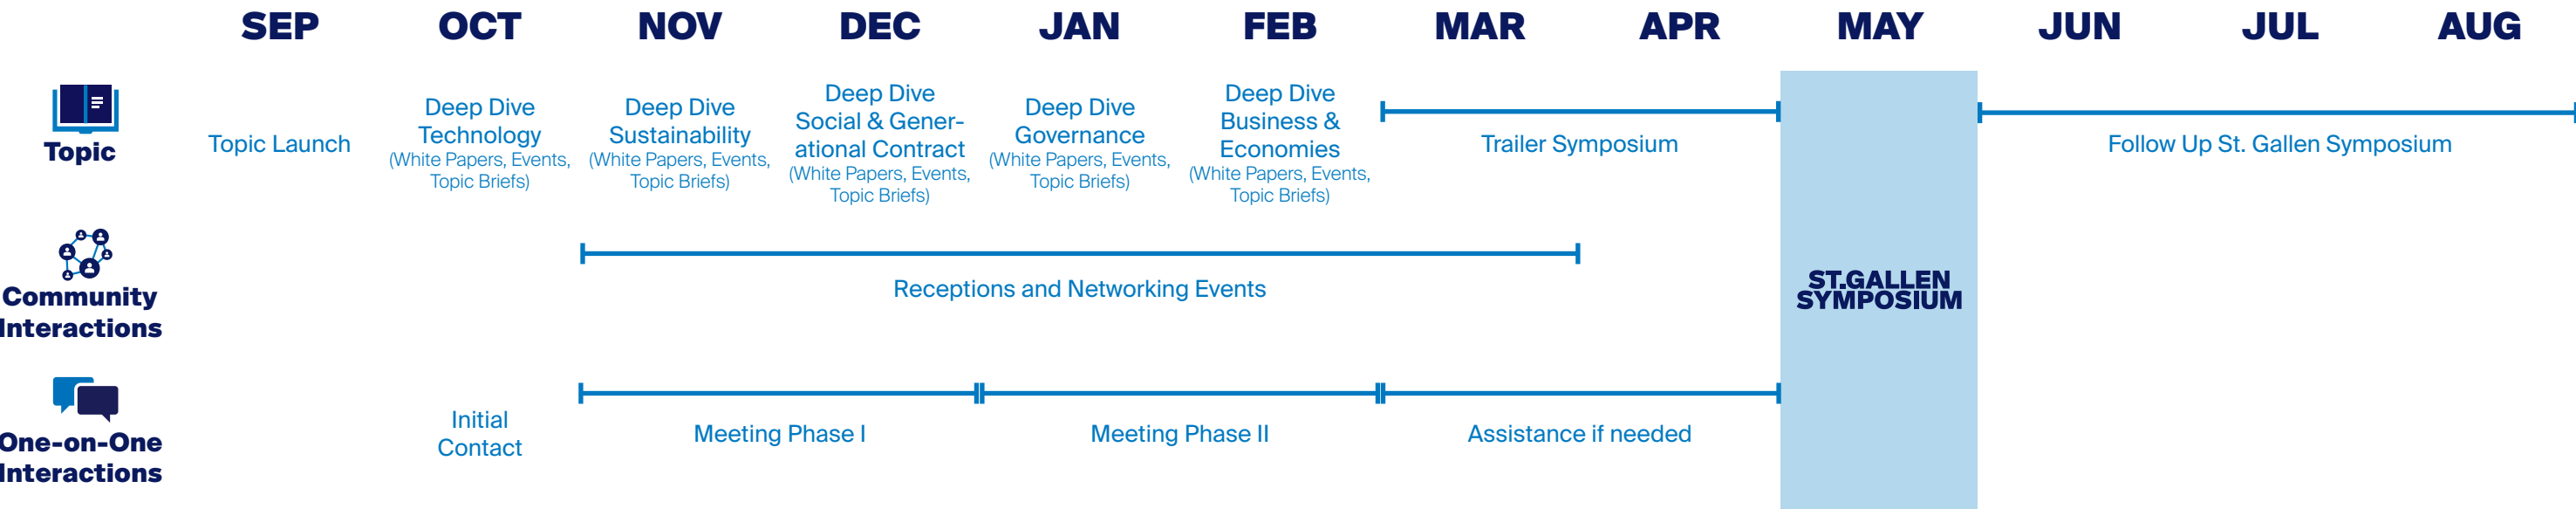 SEP OCT NOV DEC JAN FEB MAR APR MAY JUN JUL AUG
Topic
Topic Launch
Deep Dive
Technology
(White Papers, Events,
Topic Briefs)
Deep Dive
Sustainability
(White Papers, Events,
Topic Briefs)
Deep Dive
Social & Gener-
ational Contract
(White Papers, Events,
Topic Briefs)
Deep Dive
Governance
(White Papers, Events,
Topic Briefs)
Deep Dive
Business &
Economies
(White Papers, Events,
Topic Briefs)
Trailer Symposium
Follow Up St. Gallen Symposium
Community
Interactions
Receptions and Networking Events
ST.GALLEN
SYMPOSIUM
One-on-One
Interactions
Initial
Contact
Meeting Phase I
Meeting Phase II
Assistance if needed